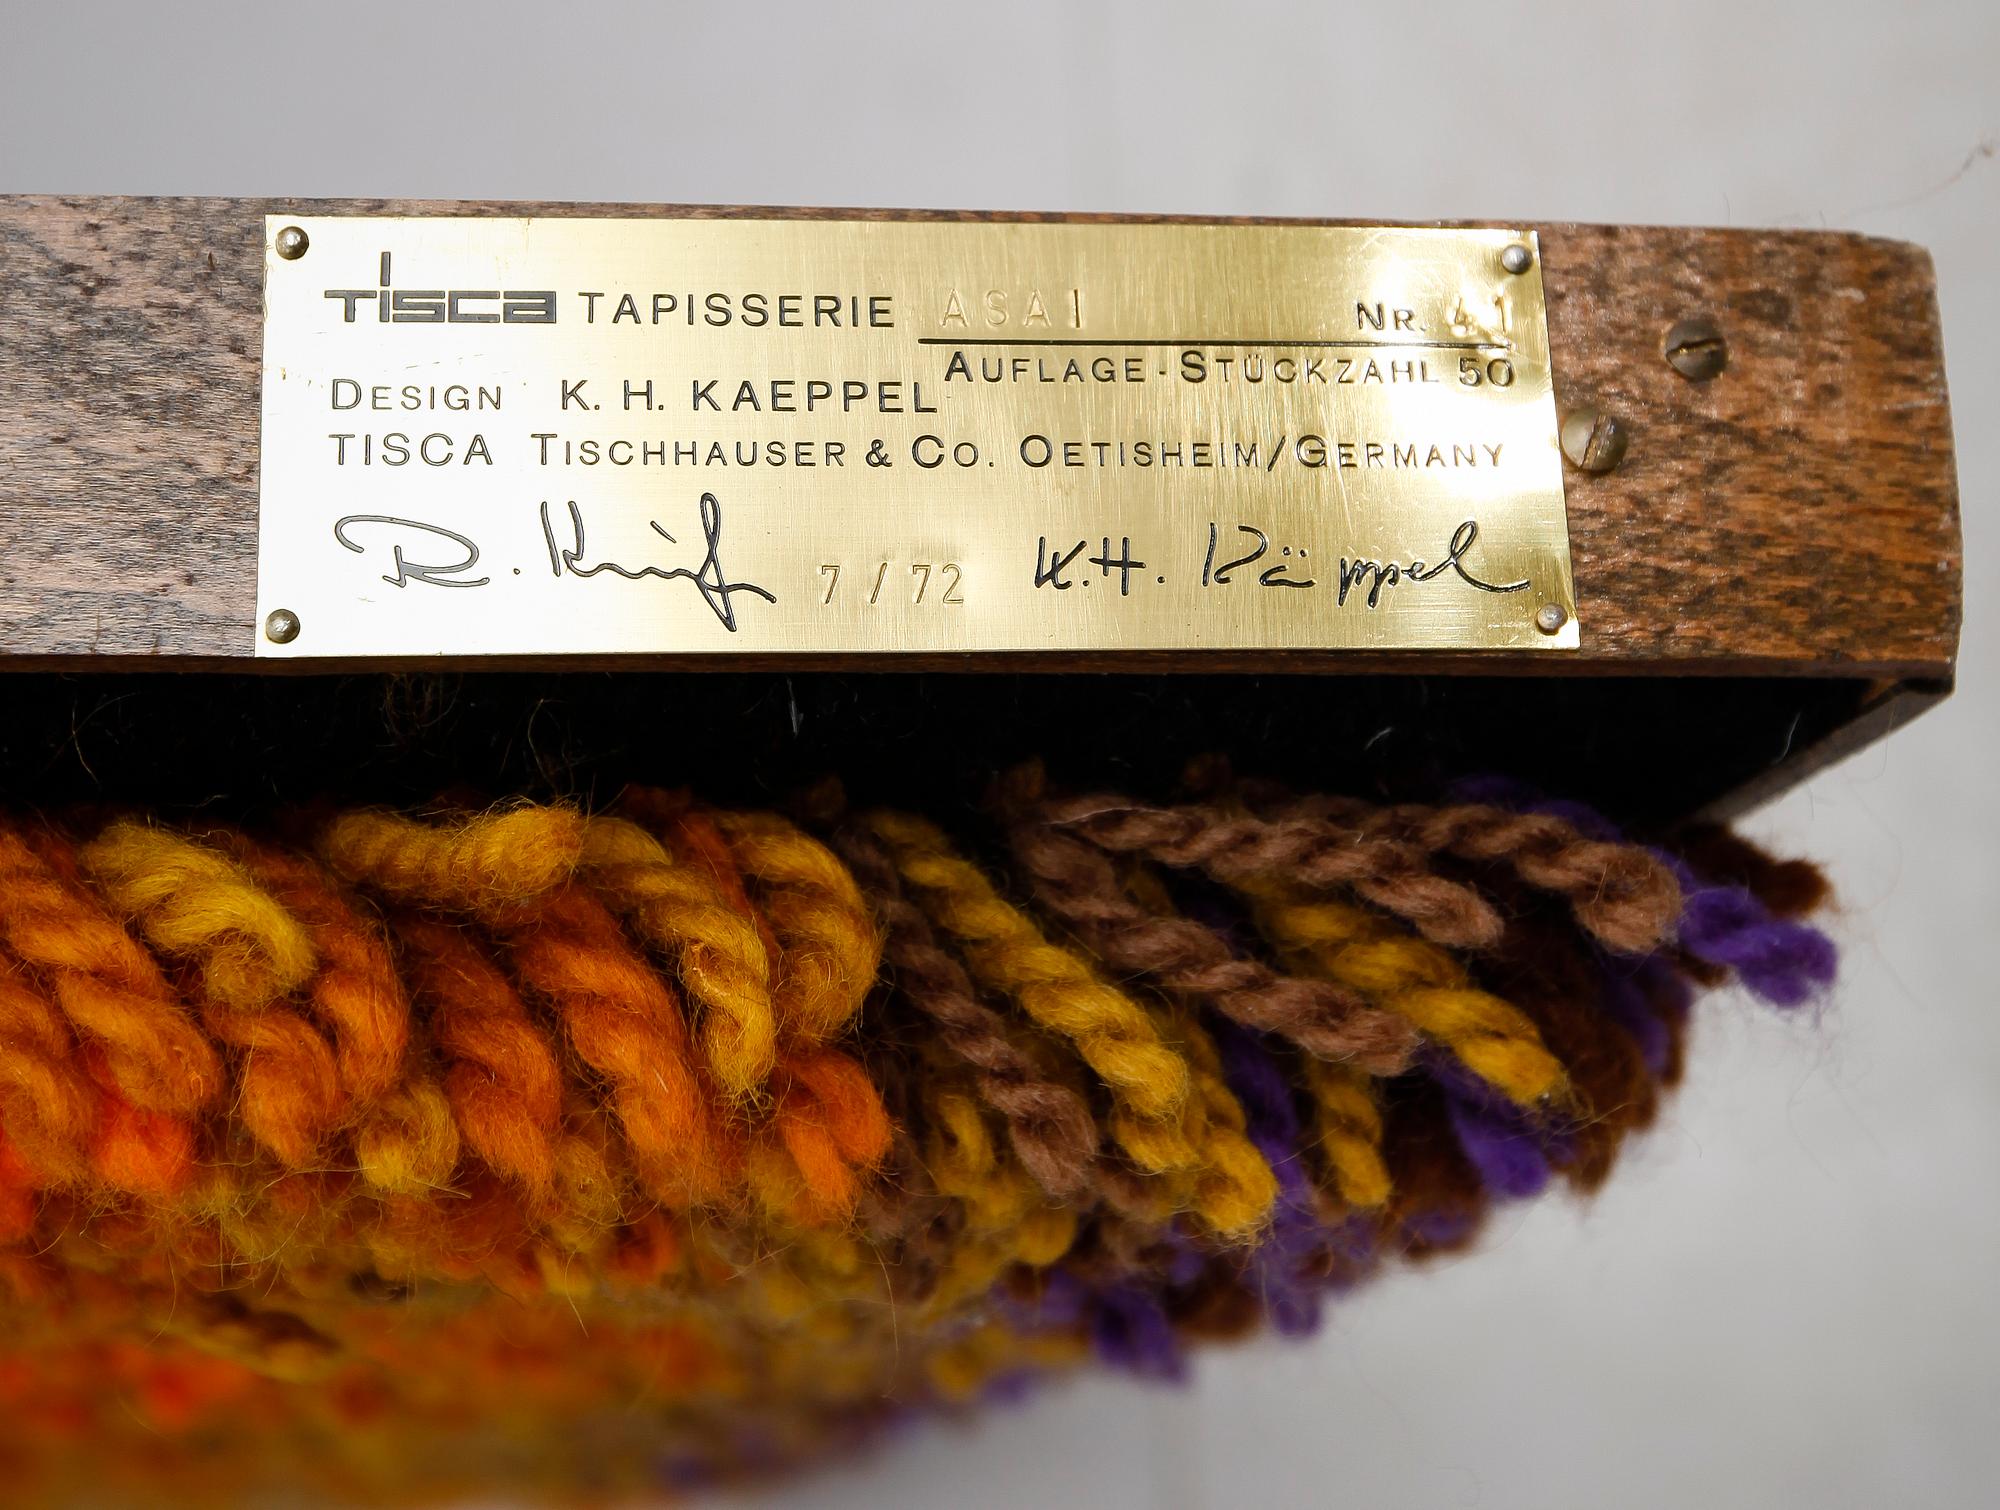 Tisca TAPISSERIE ASAI NR. 41
AUFLAGE-STÜCKZAHL 50
DESIGN K. H. KAEPPEL
TISCA TISCHHAUSER & CO. OETISHEIM/GERMANY
R. 7/72 K.H. Käppel